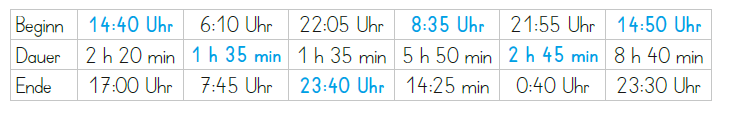 Beginn 14:40 Uhr 6:10 Uhr 22:05 Uhr 8:35 Uhr 21:55 Uhr 14:50 Uhr
Dauer 2 h 20 min 1 h 35 min 1 h 35 min 5 h 50 min 2 h 45 min 8 h 40 min
Ende 17:00 Uhr 7:45 Uhr 23:40 Uhr 14:25 min 0:40 Uhr 23:30 Uhr